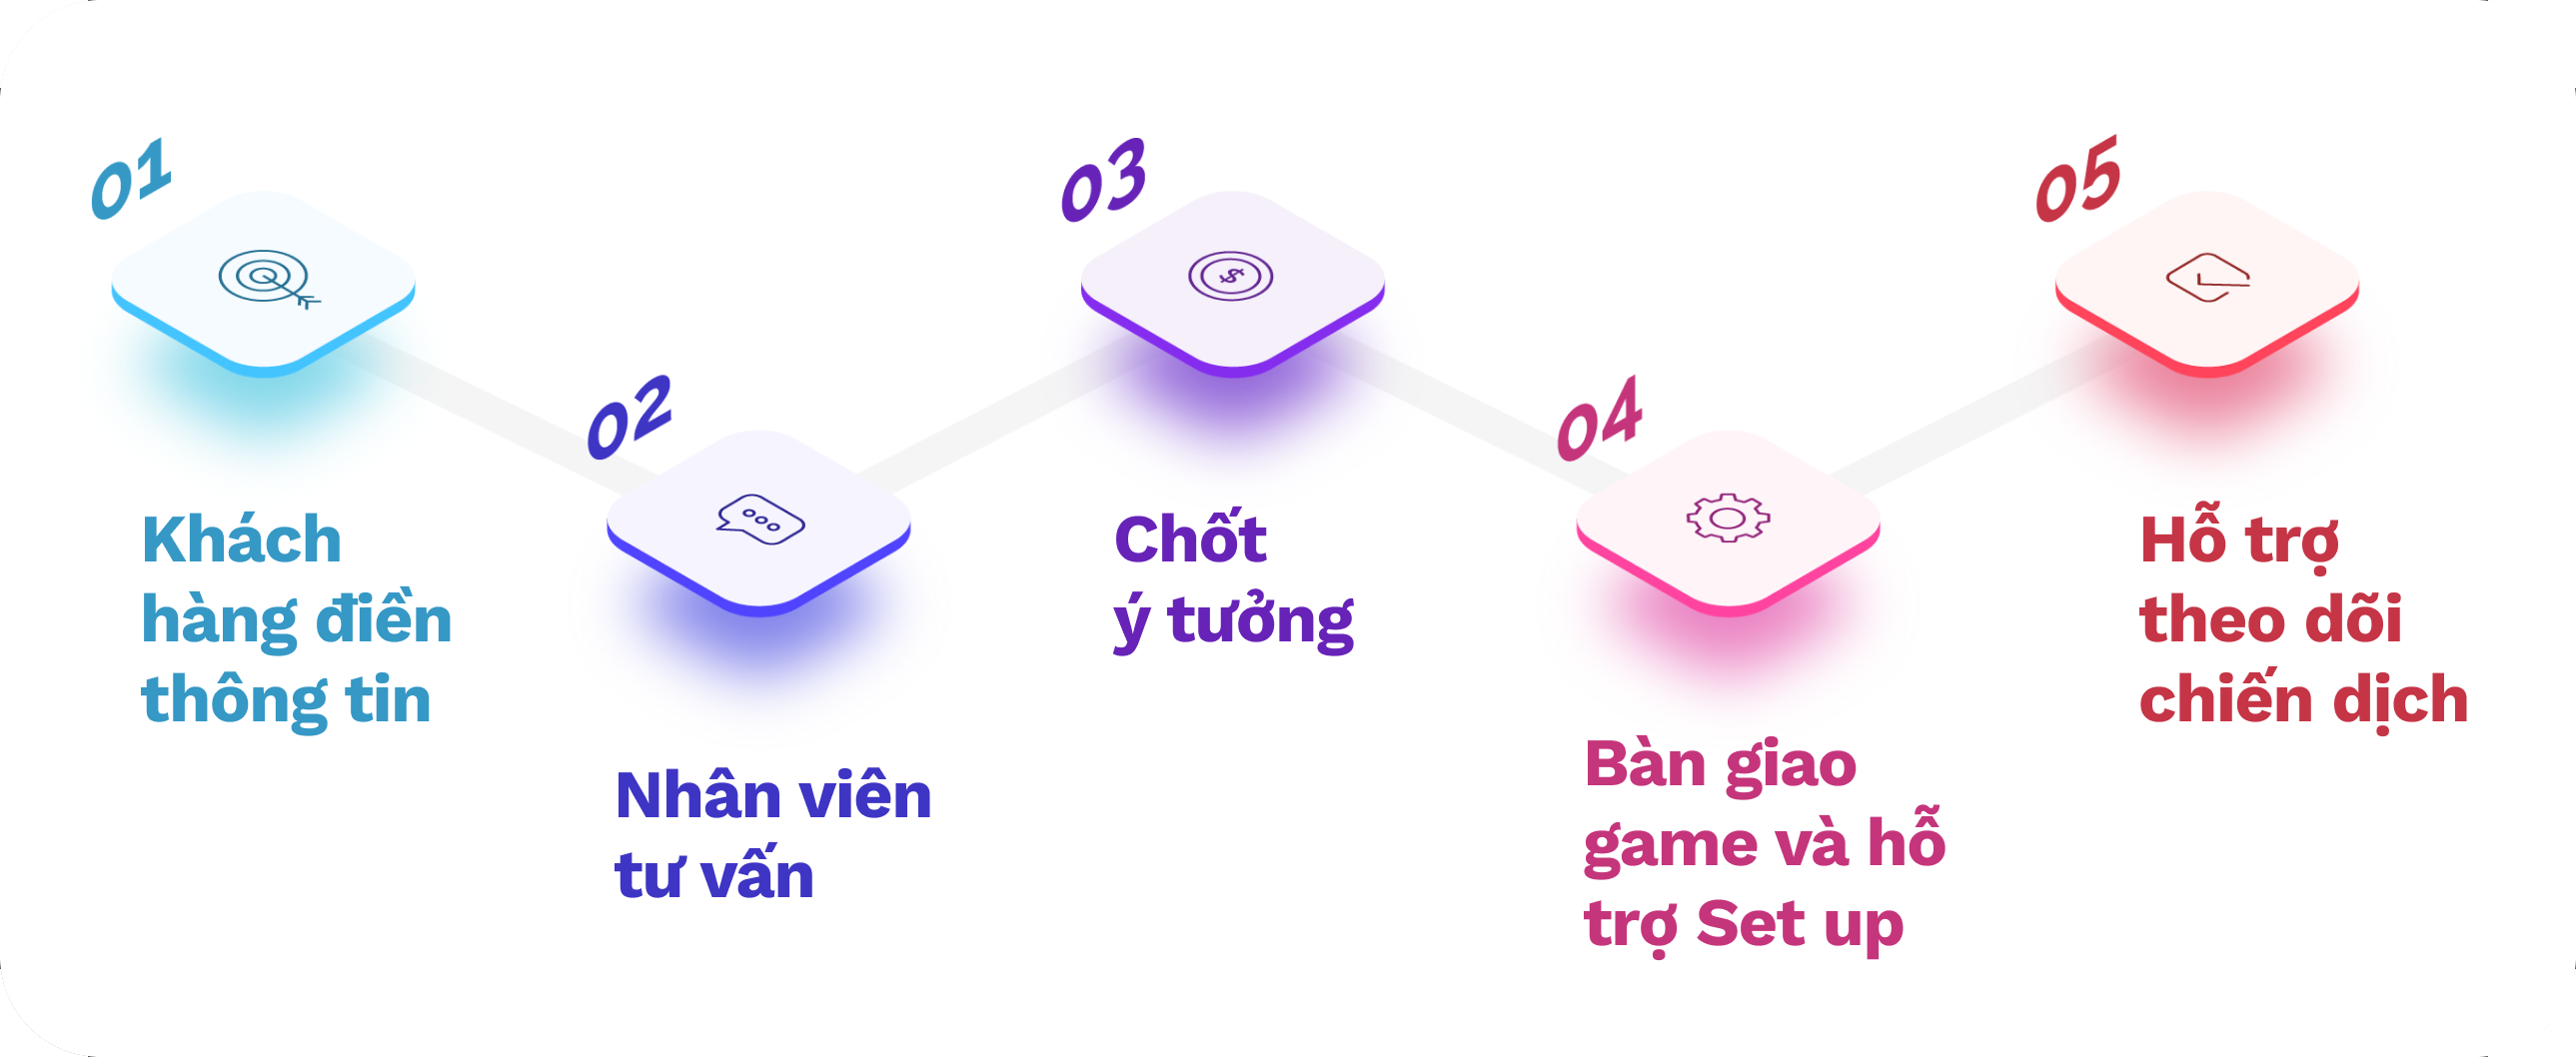 01
Khách
hàng điền
thông tin
02
Nhân viên
tư vấn
03
$
Chốt
ý tưởng
04
Bàn giao
game và hỗ
trợ Set up
05
Hỗ trợ
theo dõi
chiến dịch